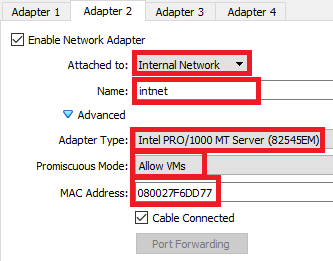 Adapter 1 Adapter 2 Adapter 3 Adapter 4
Enable Network Adapter
Attached to: Internal Network
Name: intnet
Advanced
Adapter Type: Intel PRO/1000 MT Server (82545EM)
Promiscuous Mode: Allow VMs
MAC Address: 080027F6DD77
Cable Connected
Port Forwarding